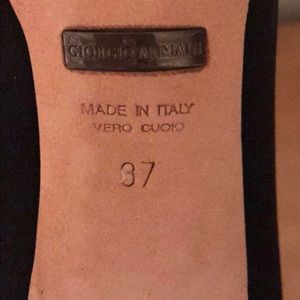 GIORGIO ARMANI
MADE IN ITALY
VERO CUOIO
37